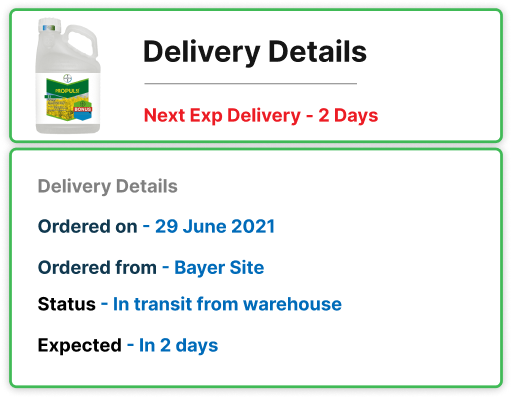 Delivery Details
Next Exp Delivery - 2 Days
PROPULSE
BONUS
Delivery Details
Ordered on - 29 June 2021
Ordered from - Bayer Site
Status - In transit from warehouse
Expected - In 2 days